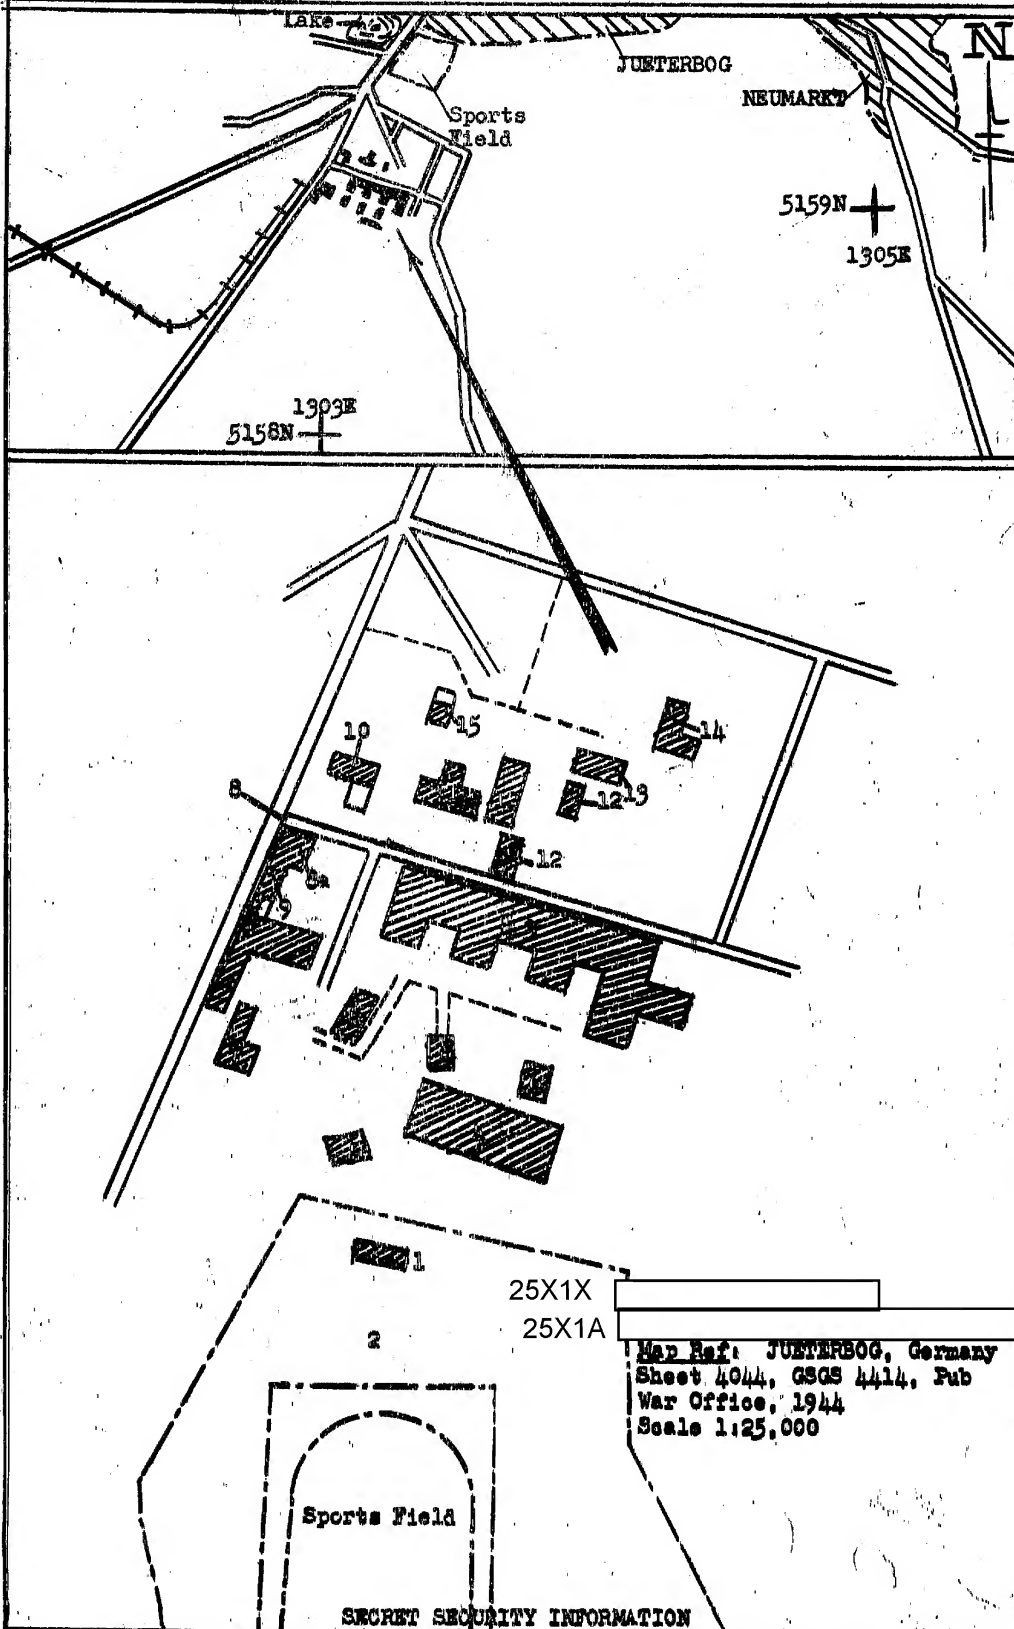 Lake
JUETERBOG
N
NEUMARKT
Sports
Field
5159N
1305E
1303E
5158N
15
14
10
13
12
8
12
8a
9
1
2
25X1X
25X1A
Map Ref: JUETERBOG, Germany
Sheet 4044, GSGS 4414, Pub
War Office, 1944
Scale 1:25,000
Sports Field
SECRET SECURITY INFORMATION